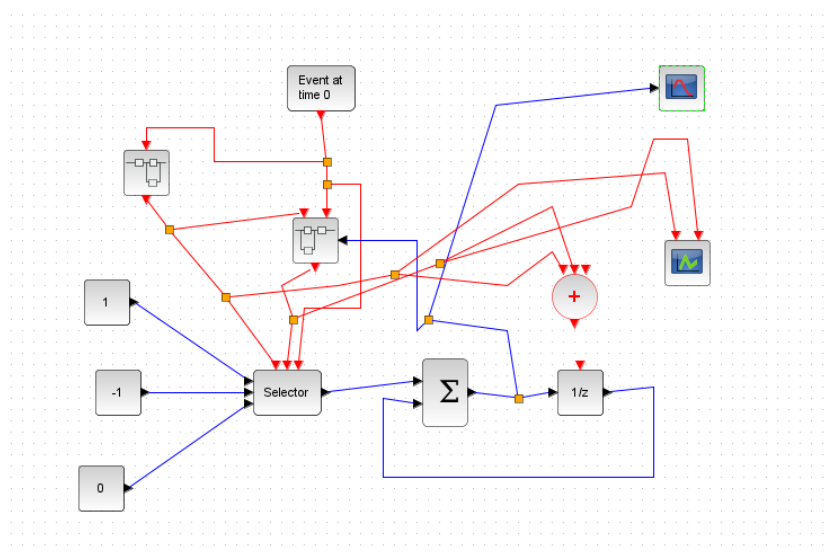 Event at
time 0
1
+
-1
Selector
Σ
1/z
0